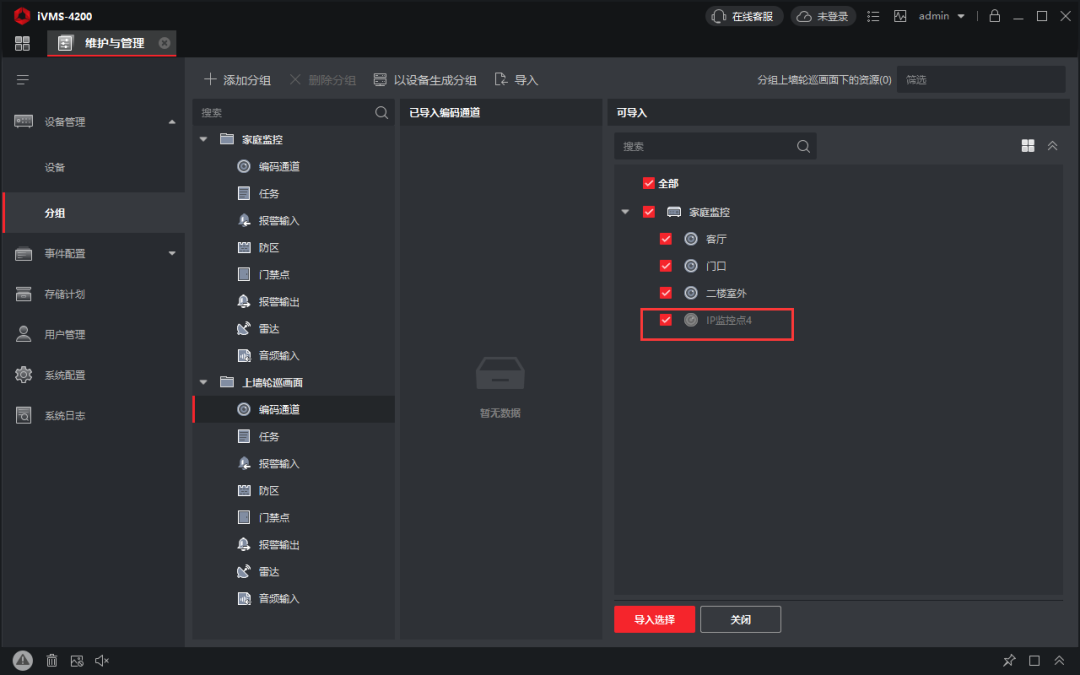 iVMS-4200
在线客服
未登录
admin
维护与管理
添加分组
删除分组
以设备生成分组
导入
分组上墙轮巡画面下的资源(0)
筛选
设备管理
设备
分组
事件配置
存储计划
用户管理
系统配置
系统日志
搜索
家庭监控
编码通道
任务
报警输入
防区
门禁点
报警输出
雷达
音频输入
上墙轮巡画面
编码通道
任务
报警输入
防区
门禁点
报警输出
雷达
音频输入
已导入编码通道
暂无数据
可导入
搜索
全部
家庭监控
客厅
门口
二楼室外
IP监控点4
导入选择
关闭